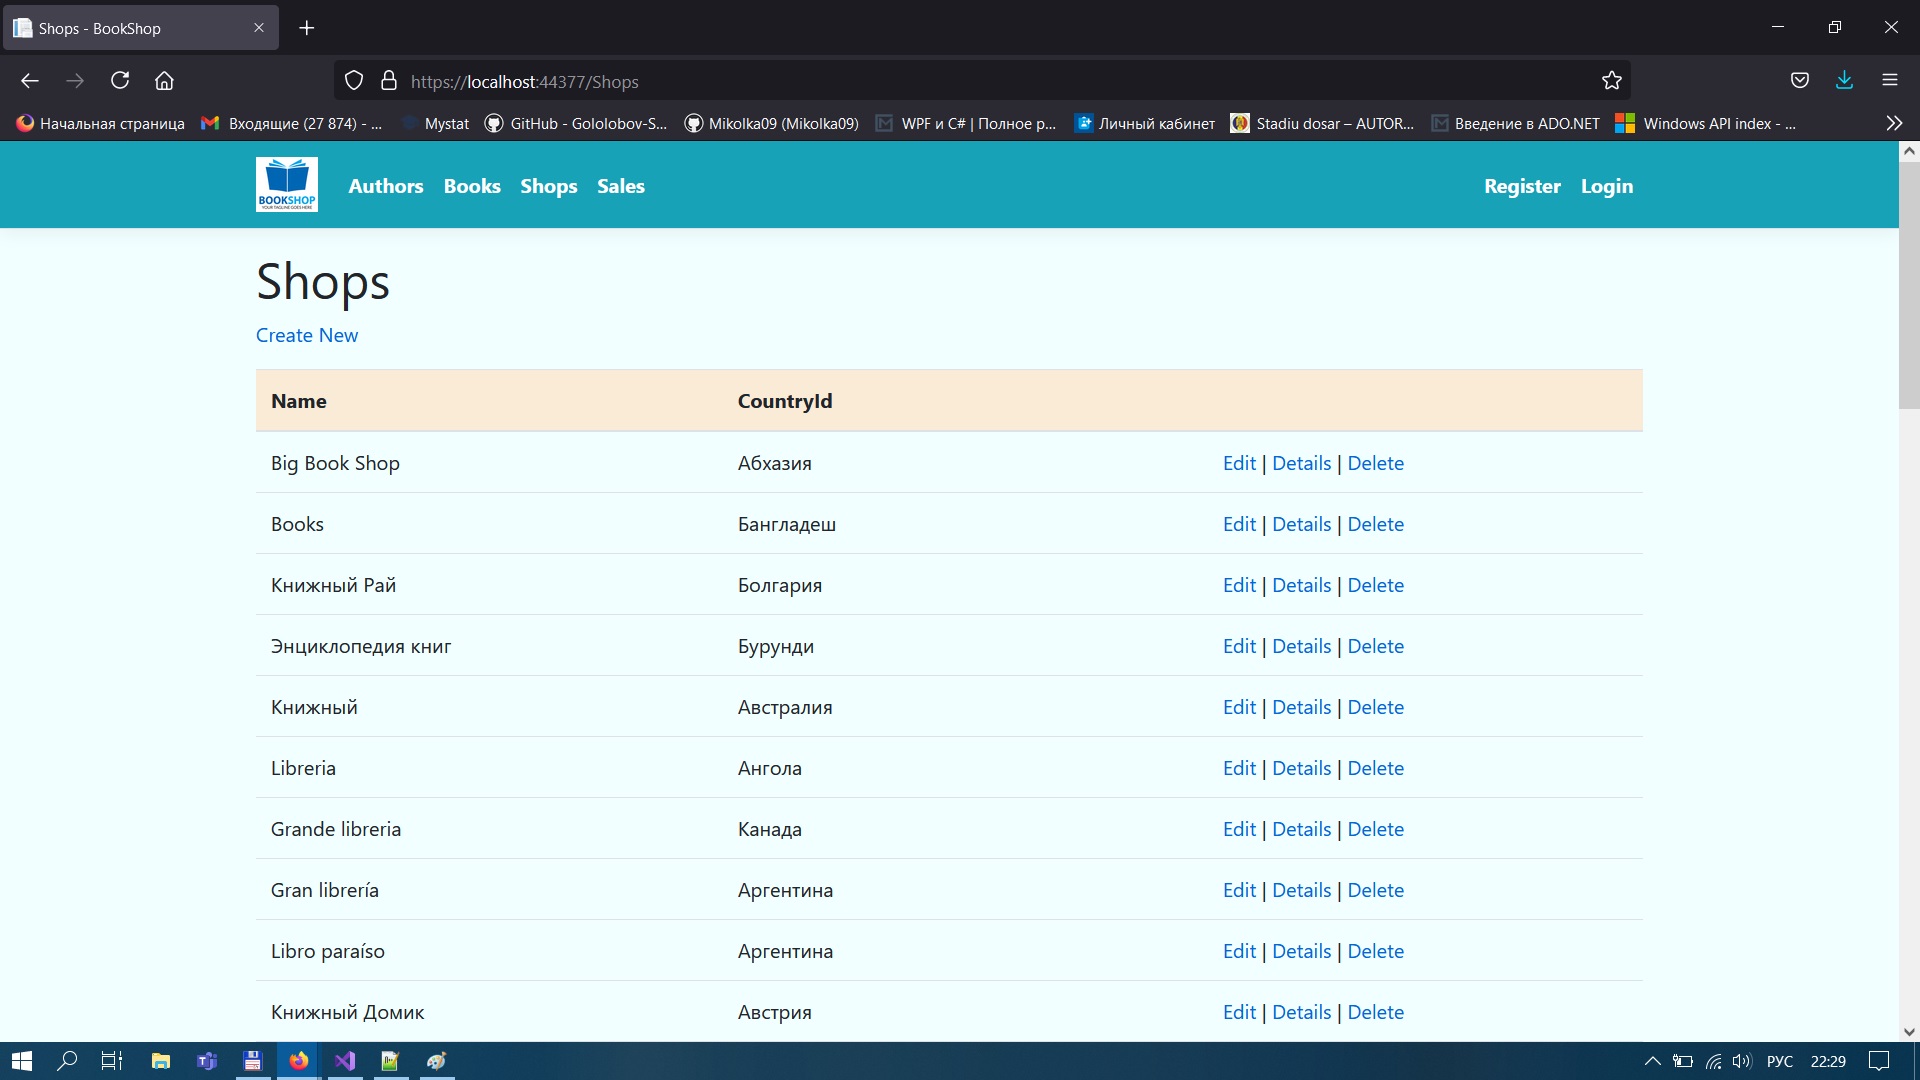 Shops - BookShop
https://localhost:44377/Shops
Начальная страница Входящие (27 874) - ... Mystat GitHub - Gololobov-S... Mikolka09 (Mikolka09) WPF и C# | Полное р... Личный кабинет Stadiu dosar – AUTOR... Введение в ADO.NET Windows API index - ...
BOOKSHOP
YOUR TAGLINE GOES HERE
Authors Books Shops Sales Register Login
Shops
Create New
Name CountryId
Big Book Shop Абхазия Edit | Details | Delete
Books Бангладеш Edit | Details | Delete
Книжный Рай Болгария Edit | Details | Delete
Энциклопедия книг Бурунди Edit | Details | Delete
Книжный Австралия Edit | Details | Delete
Libreria Ангола Edit | Details | Delete
Grande libreria Канада Edit | Details | Delete
Gran librería Аргентина Edit | Details | Delete
Libro paraíso Аргентина Edit | Details | Delete
Книжный Домик Австрия Edit | Details | Delete
РУС 22:29